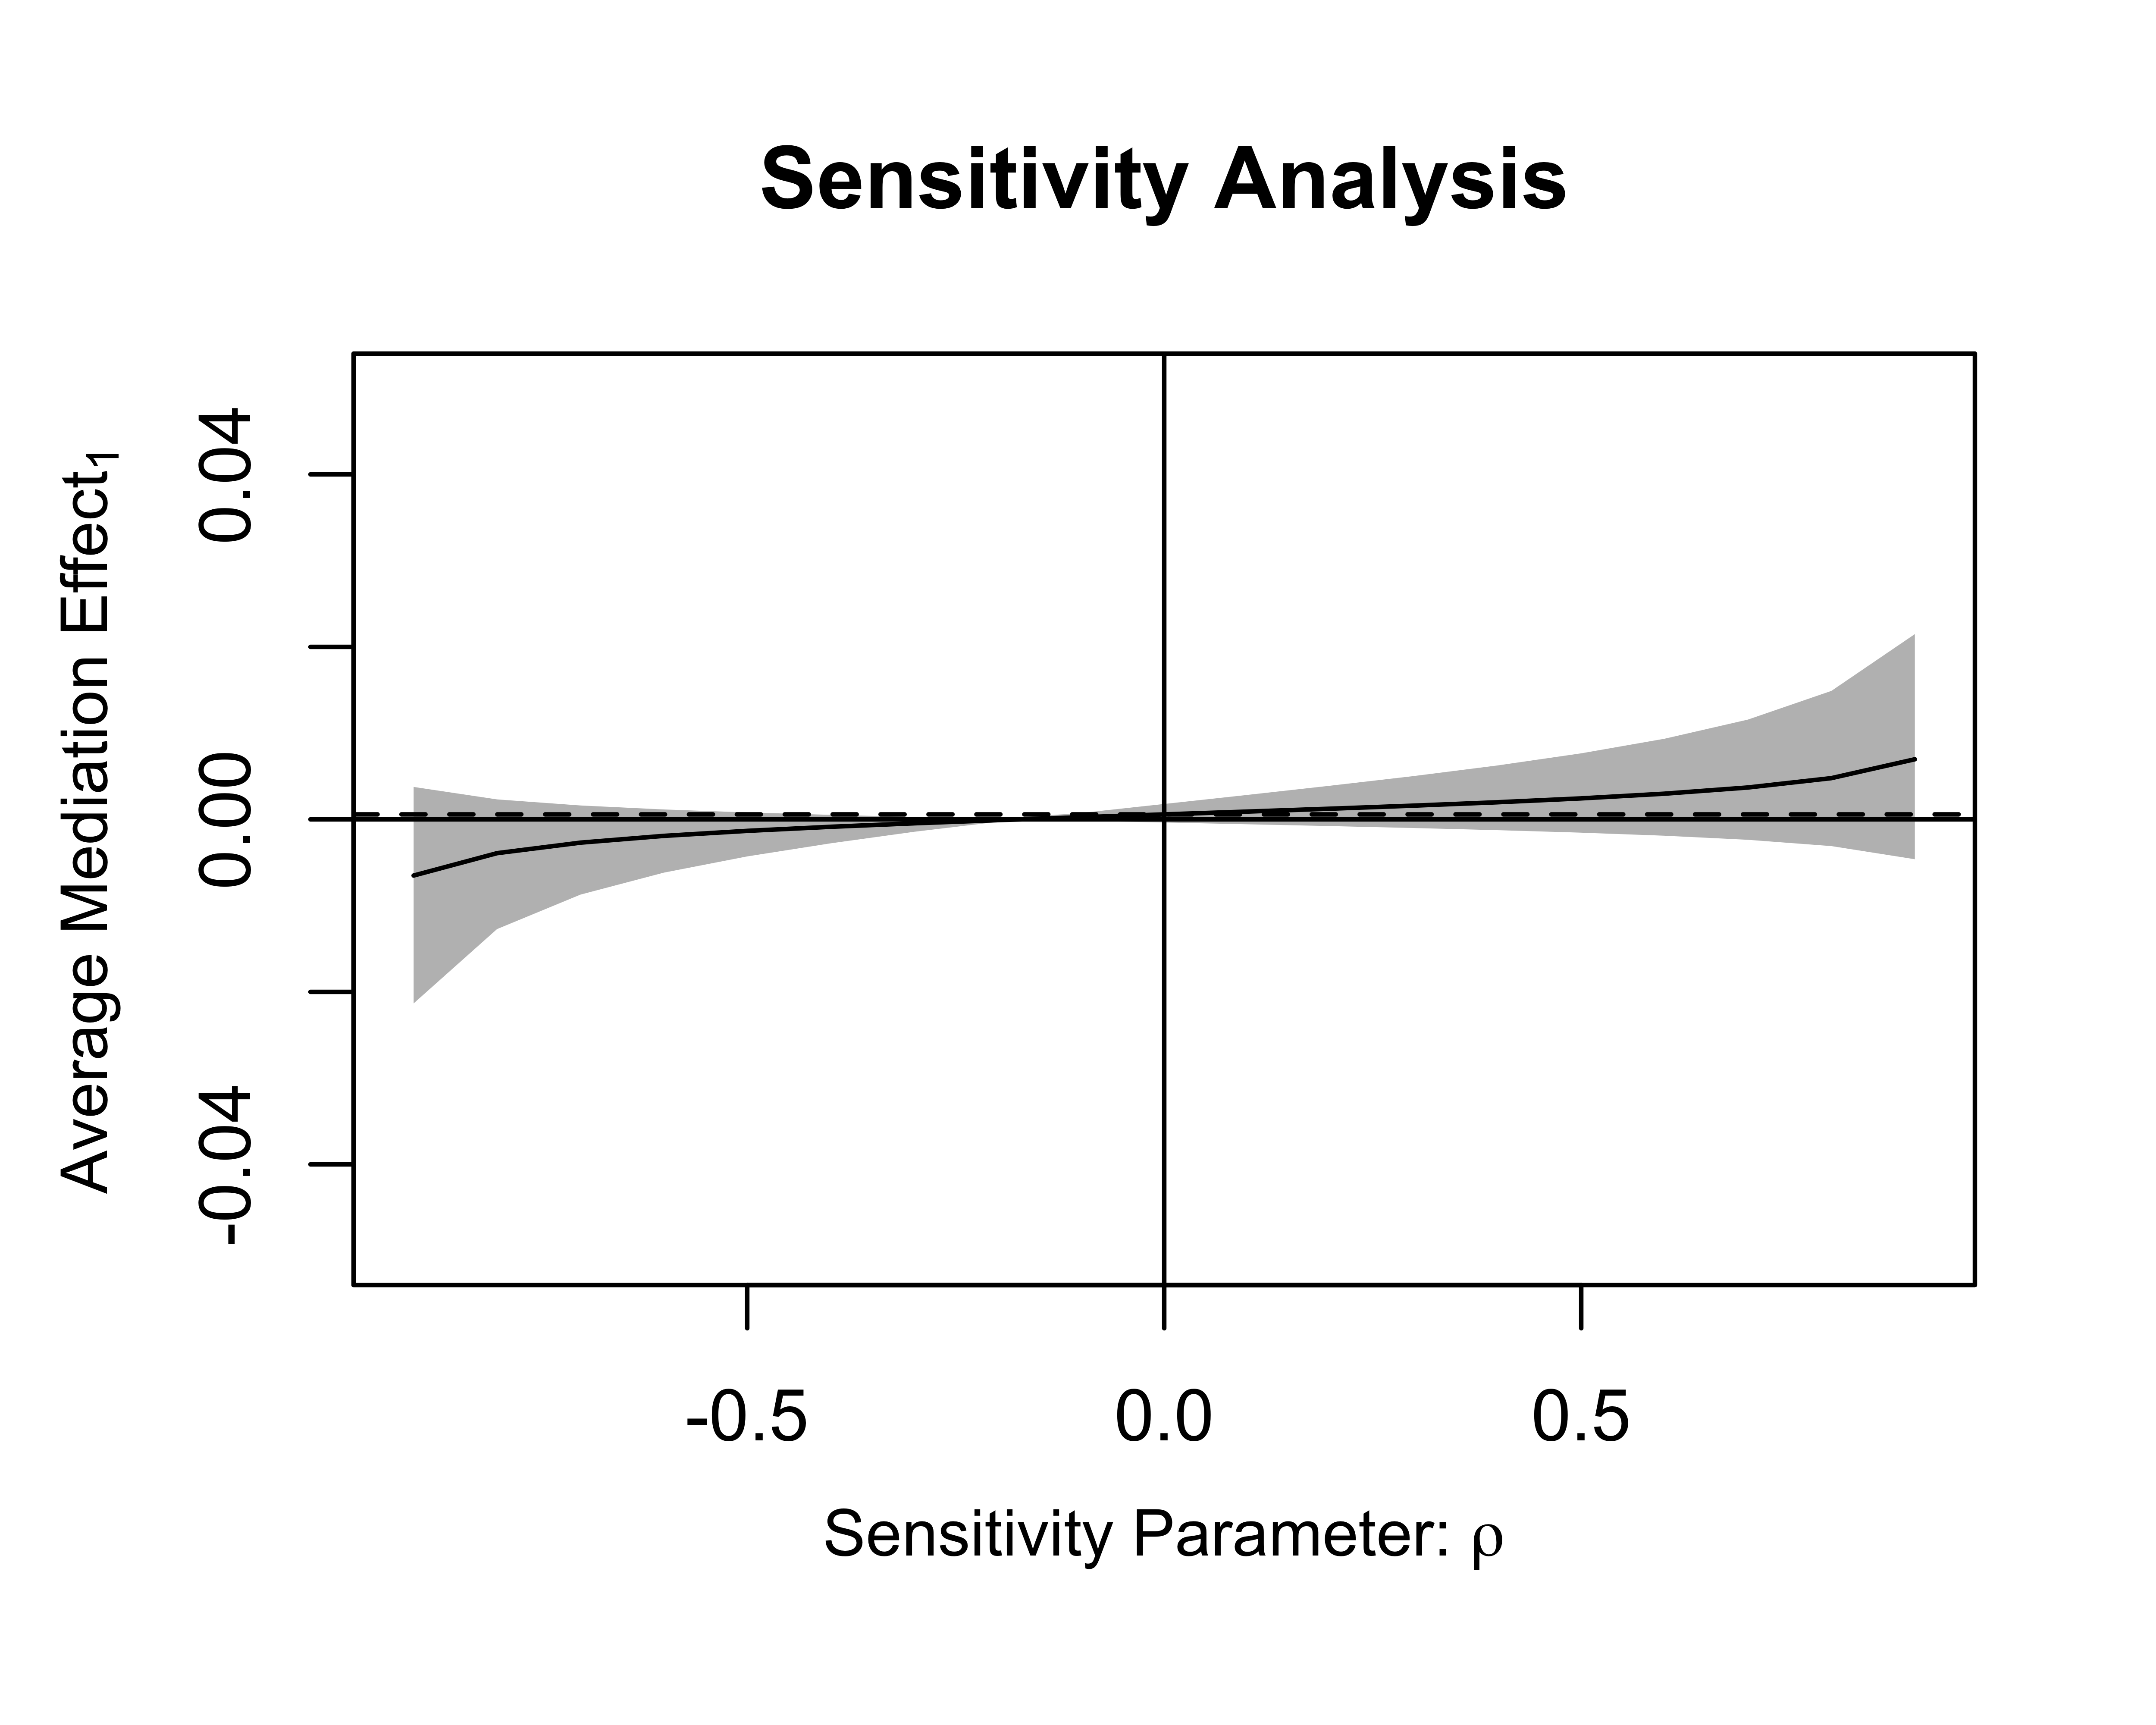 Sensitivity Analysis
Average Mediation Effect₁
0.04
0.00
-0.04
-0.5
0.0
0.5
Sensitivity Parameter: ρ